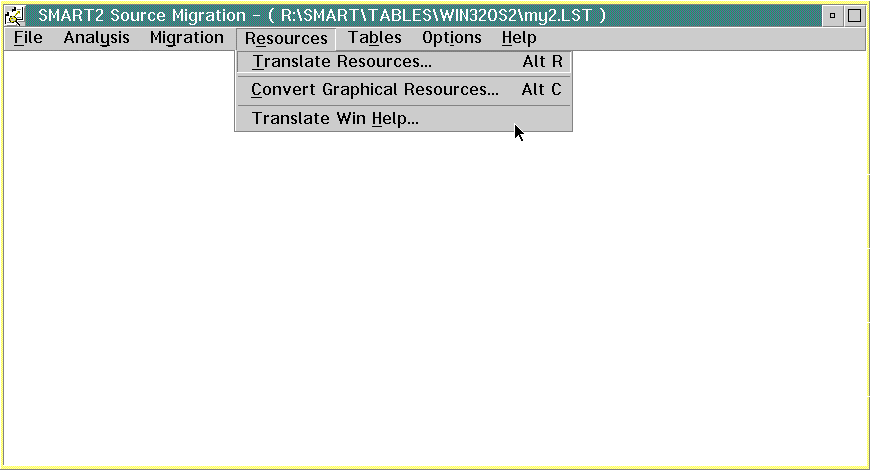 SMART2 Source Migration - ( R:\SMART\TABLES\WIN32OS2\my2.LST )
File Analysis Migration Resources Tables Options Help
Translate Resources... Alt R
Convert Graphical Resources... Alt C
Translate Win Help...